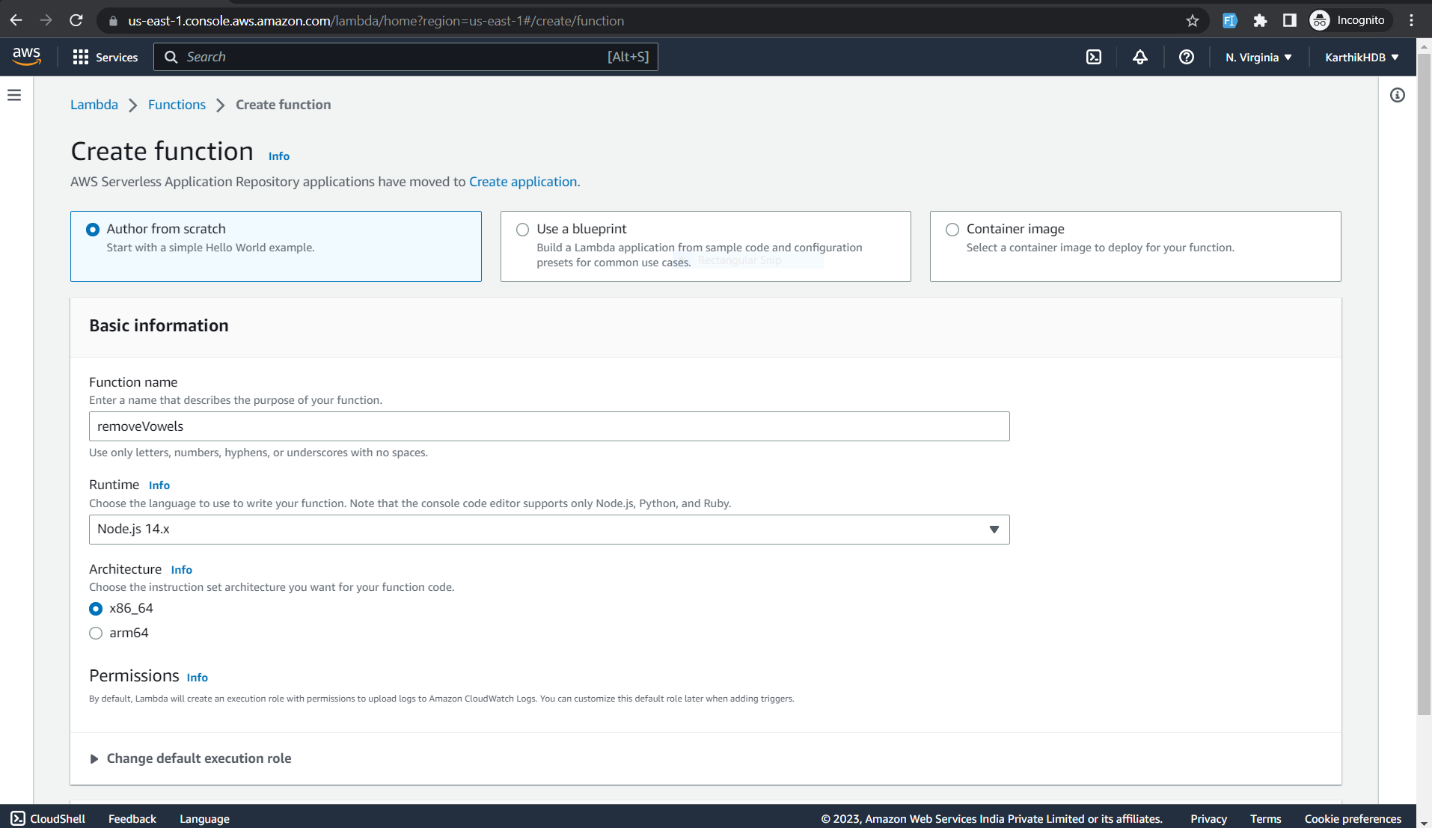 us-east-1.console.aws.amazon.com/lambda/home?region=us-east-1#/create/function
Incognito
aws
Services
Search
[Alt+S]
N. Virginia
KarthikHDB
Lambda
Functions
Create function
Create function
Info
AWS Serverless Application Repository applications have moved to Create application.
Author from scratch
Start with a simple Hello World example.
Use a blueprint
Build a Lambda application from sample code and configuration
presets for common use cases.
Rectangular Snip
Container image
Select a container image to deploy for your function.
Basic information
Function name
Enter a name that describes the purpose of your function.
removeVowels
Use only letters, numbers, hyphens, or underscores with no spaces.
Runtime Info
Choose the language to use to write your function. Note that the console code editor supports only Node.js, Python, and Ruby.
Node.js 14.x
Architecture Info
Choose the instruction set architecture you want for your function code.
x86_64
arm64
Permissions Info
By default, Lambda will create an execution role with permissions to upload logs to Amazon CloudWatch Logs. You can customize this default role later when adding triggers.
Change default execution role
CloudShell
Feedback
Language
© 2023, Amazon Web Services India Private Limited or its affiliates.
Privacy
Terms
Cookie preferences